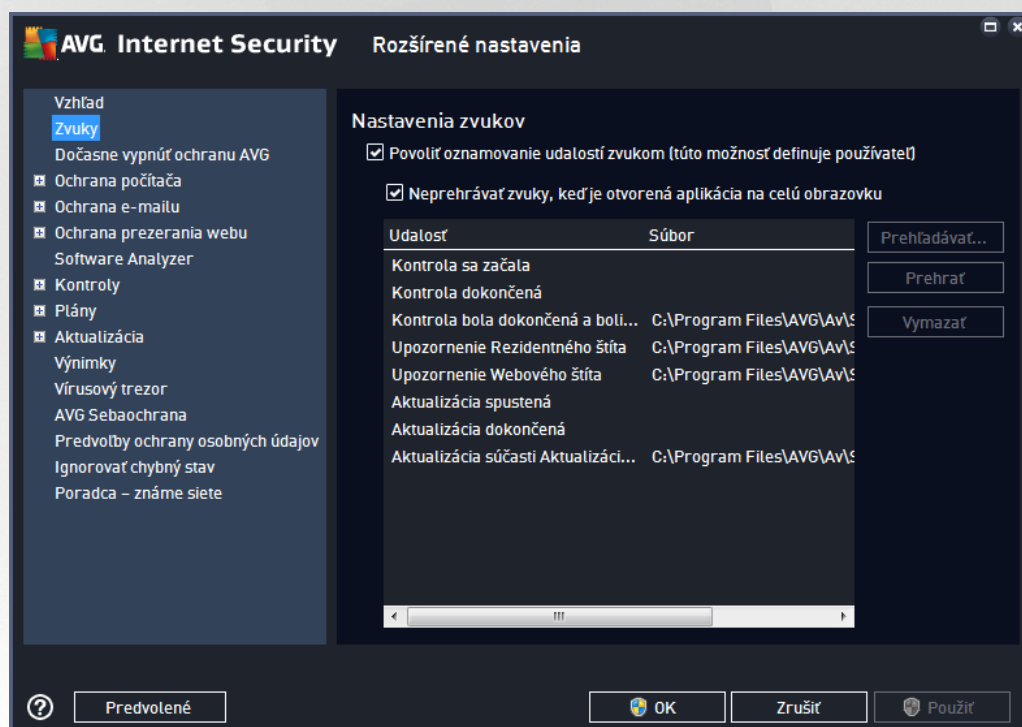 AVG. Internet Security Rozšírené nastavenia
Vzhľad
Zvuky
Dočasne vypnúť ochranu AVG
Ochrana počítača
Ochrana e-mailu
Ochrana prezerania webu
Software Analyzer
Kontroly
Plány
Aktualizácia
Výnimky
Vírusový trezor
AVG Sebaochrana
Predvoľby ochrany osobných údajov
Ignorovať chybný stav
Poradca – známe siete
Nastavenia zvukov
Povoliť oznamovanie udalostí zvukom (túto možnosť definuje používateľ)
Neprehrávať zvuky, keď je otvorená aplikácia na celú obrazovku
Udalosť Súbor
Kontrola sa začala
Kontrola dokončená
Kontrola bola dokončená a boli... C:\Program Files\AVG\Av\S
Upozornenie Rezidentného štíta C:\Program Files\AVG\Av\S
Upozornenie Webového štíta C:\Program Files\AVG\Av\S
Aktualizácia spustená
Aktualizácia dokončená
Aktualizácia súčasti Aktualizáci... C:\Program Files\AVG\Av\S
Prehľadávať...
Prehrať
Vymazať
Predvolené
OK
Zrušiť
Použiť